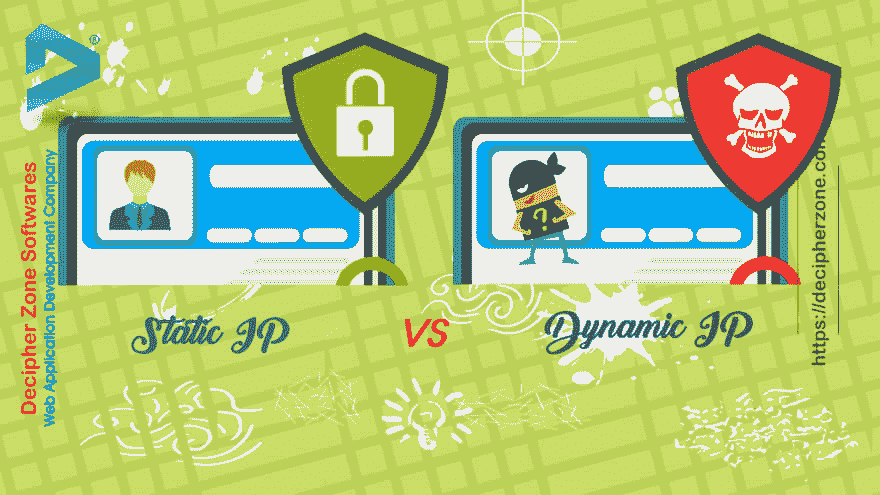 ®
Decipher Zone Softwares
Web Application Development Company
?
Static IP
VS
Dynamic IP
https://decipherzone.com